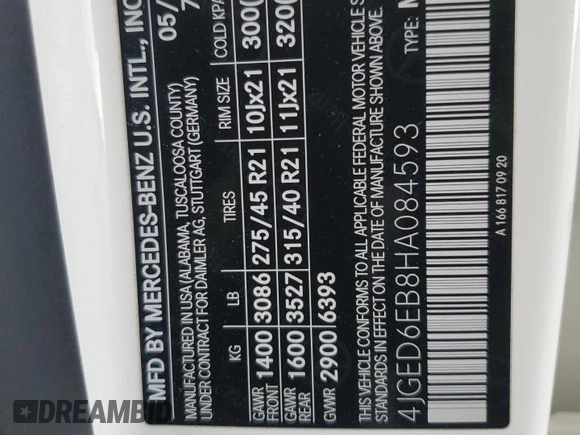 MFD BY MERCEDES-BENZ U.S. INTL., INC.
05/
MANUFACTURED IN USA (ALABAMA, TUSCALOOSA COUNTY)
UNDER CONTRACT FOR DAIMLER AG, STUTTGART (GERMANY)
KG LB TIRES RIM SIZE COLD KPA
GAWR FRONT 1400 3086 275/45 R21 10Jx21 300
GAWR REAR 1600 3527 315/40 R21 11Jx21 320
GVWR 2900 6393
THIS VEHICLE CONFORMS TO ALL APPLICABLE FEDERAL MOTOR VEHICLE S
STANDARDS IN EFFECT ON THE DATE OF MANUFACTURE SHOWN ABOVE.
4JGED6EB8HA084593 TYPE:
A 166 817 09 20
DREAMBID